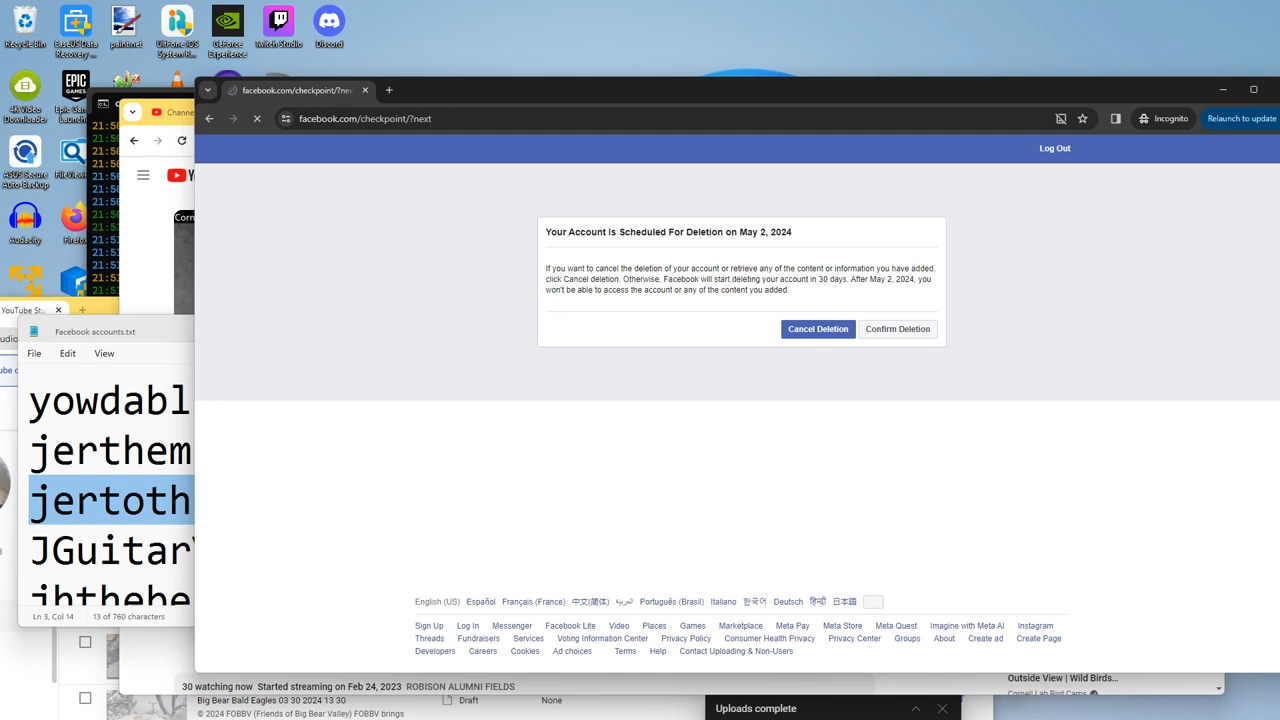 Recycle Bin
EaseUS Data
Recovery ...
paint.net
UltFone iOS
System R...
GeForce
Experience
Twitch Studio
Discord
4K Video
Downloader
Epic Games
Launcher
ASUS Secure
Auto-Backup
FileViewer
Audacity
Firefox
Channe
YouTube Stu
Corn
facebook.com/checkpoint/?nex
facebook.com/checkpoint/?next
Incognito
Relaunch to update
Log Out
Your Account Is Scheduled For Deletion on May 2, 2024
If you want to cancel the deletion of your account or retrieve any of the content or information you have added,
click Cancel deletion. Otherwise, Facebook will start deleting your account in 30 days. After May 2, 2024, you
won't be able to access the account or any of the content you added.
Cancel Deletion
Confirm Deletion
Facebook accounts.txt
File Edit View
yowdabl
jerthem
jertoth
JGuitar
jhthehe
Ln 3, Col 14 13 of 760 characters
English (US) Español Français (France) 中文(简体) العربية Português (Brasil) Italiano 한국어 Deutsch हिन्दी 日本語
Sign Up Log In Messenger Facebook Lite Video Places Games Marketplace Meta Pay Meta Store Meta Quest Imagine with Meta AI Instagram
Threads Fundraisers Services Voting Information Center Privacy Policy Consumer Health Privacy Privacy Center Groups About Create ad Create Page
Developers Careers Cookies Ad choices Terms Help Contact Uploading & Non-Users
30 watching now Started streaming on Feb 24, 2023 ROBISON ALUMNI FIELDS
Big Bear Bald Eagles 03 30 2024 13 30
Draft
None
© 2024 FOBBV (Friends of Big Bear Valley) FOBBV brings
Uploads complete
Outside View | Wild Birds...
Cornell Lab Bird Cams